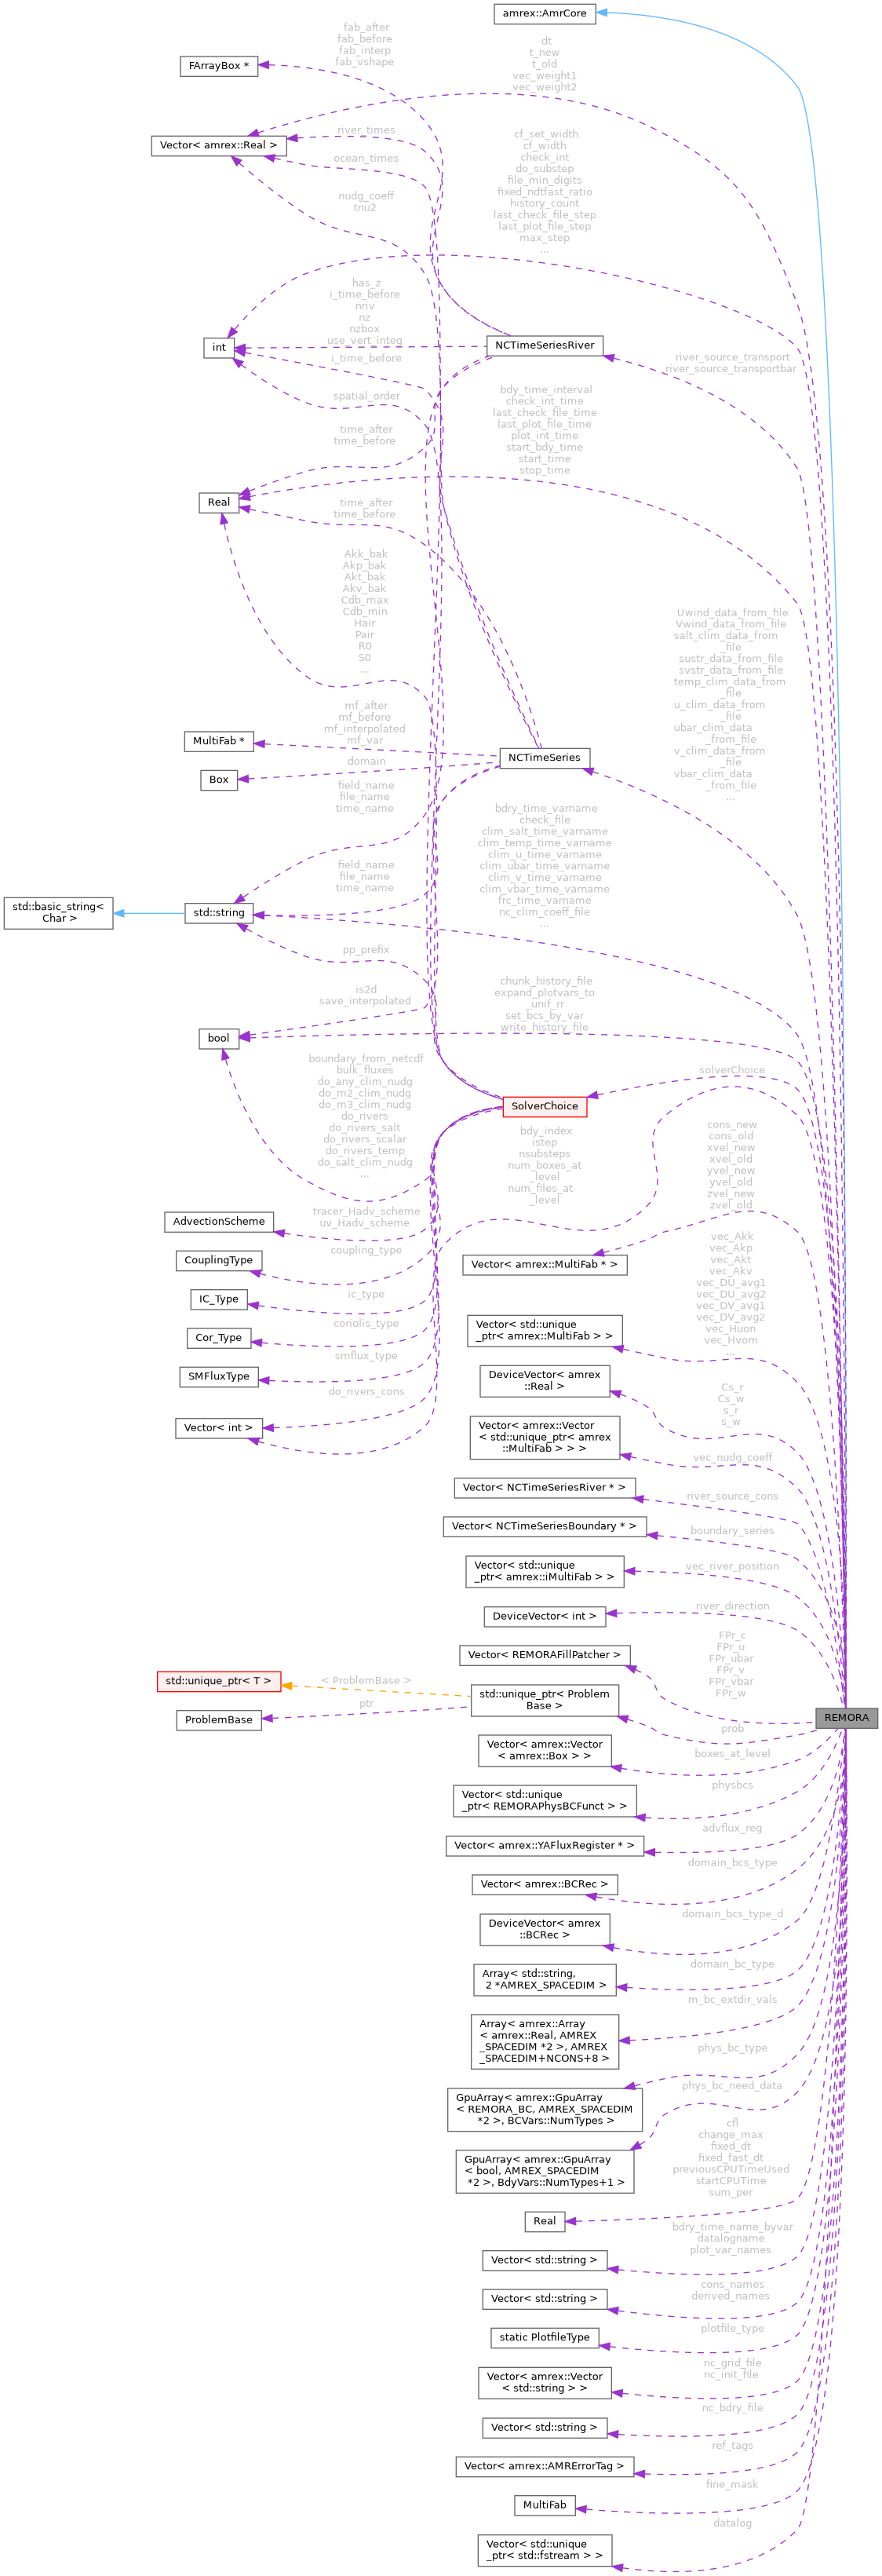 amrex::AmrCore
fab_after
fab_before
fab_interp
fab_vshape
FArrayBox *
dt
t_new
t_old
vec_weight1
vec_weight2
river_times
Vector< amrex::Real >
ocean_times
cf_set_width
cf_width
check_int
do_substep
file_min_digits
fixed_ndtfast_ratio
history_count
last_check_file_step
last_plot_file_step
max_step
...
nudg_coeff
tnu2
has_z
i_time_before
nriv
nz
nzbox
use_vert_integ
int
NCTimeSeriesRiver
i_time_before
river_source_transport
river_source_transportbar
spatial_order
bdy_time_interval
check_int_time
last_check_file_time
last_plot_file_time
plot_int_time
start_bdy_time
start_time
stop_time
time_after
time_before
Real
time_after
time_before
Akk_bak
Akp_bak
Akt_bak
Akv_bak
Cdb_max
Cdb_min
Hair
Pair
R0
S0
...
Uwind_data_from_file
Vwind_data_from_file
salt_clim_data_from
_file
sustr_data_from_file
svstr_data_from_file
temp_clim_data_from
_file
u_clim_data_from
_file
ubar_clim_data
_from_file
v_clim_data_from
_file
vbar_clim_data
_from_file
...
mf_after
mf_before
mf_interpolated
mf_var
MultiFab *
NCTimeSeries
domain
Box
field_name
file_name
time_name
bdry_time_varname
check_file
clim_salt_time_varname
clim_temp_time_varname
clim_u_time_varname
clim_ubar_time_varname
clim_v_time_varname
clim_vbar_time_varname
frc_time_varname
nc_clim_coeff_file
...
field_name
file_name
time_name
std::basic_string<
Char >
std::string
pp_prefix
is2d
save_interpolated
chunk_history_file
expand_plotvars_to
_unif_rr
set_bcs_by_var
write_history_file
bool
boundary_from_netcdf
bulk_fluxes
do_any_clim_nudg
do_m2_clim_nudg
do_m3_clim_nudg
do_rivers
do_rivers_salt
do_rivers_scalar
do_rivers_temp
do_salt_clim_nudg
...
solverChoice
SolverChoice
bdy_index
istep
nsubsteps
num_boxes_at
_level
num_files_at
_level
cons_new
cons_old
xvel_new
xvel_old
yvel_new
yvel_old
zvel_new
zvel_old
AdvectionScheme
tracer_Hadv_scheme
uv_Hadv_scheme
CouplingType
coupling_type
Vector< amrex::MultiFab * >
vec_Akk
vec_Akp
vec_Akt
vec_Akv
vec_DU_avg1
vec_DU_avg2
vec_DV_avg1
vec_DV_avg2
vec_Huon
vec_Hvom
...
IC_Type
ic_type
Cor_Type
coriolis_type
Vector< std::unique
_ptr< amrex::MultiFab > >
SMFluxType
smflux_type
DeviceVector< amrex
::Real >
Cs_r
Cs_w
s_r
s_w
do_rivers_cons
Vector< int >
Vector< amrex::Vector
< std::unique_ptr< amrex
::MultiFab > > >
vec_nudg_coeff
Vector< NCTimeSeriesRiver * >
river_source_cons
Vector< NCTimeSeriesBoundary * >
boundary_series
Vector< std::unique
_ptr< amrex::iMultiFab > >
vec_river_position
DeviceVector< int >
river_direction
Vector< REMORAFillPatcher >
FPr_c
FPr_u
FPr_ubar
FPr_v
FPr_vbar
FPr_w
std::unique_ptr< T >
< ProblemBase >
std::unique_ptr< Problem
Base >
ptr
ProblemBase
prob
REMORA
Vector< amrex::Vector
< amrex::Box > >
boxes_at_level
Vector< std::unique
_ptr< REMORAPhysBCFunct > >
physbcs
Vector< amrex::YAFluxRegister * >
advflux_reg
Vector< amrex::BCRec >
domain_bcs_type
DeviceVector< amrex
::BCRec >
domain_bcs_type_d
Array< std::string,
2 *AMREX_SPACEDIM >
domain_bc_type
Array< amrex::Array
< amrex::Real, AMREX
_SPACEDIM *2 >, AMREX
_SPACEDIM+NCONS+8 >
m_bc_extdir_vals
GpuArray< amrex::GpuArray
< REMORA_BC, AMREX_SPACEDIM
*2 >, BCVars::NumTypes >
phys_bc_type
GpuArray< amrex::GpuArray
< bool, AMREX_SPACEDIM
*2 >, BdyVars::NumTypes+1 >
phys_bc_need_data
cfl
change_max
fixed_dt
fixed_fast_dt
previousCPUTimeUsed
startCPUTime
sum_per
Real
Vector< std::string >
bdry_time_name_byvar
datalogname
plot_var_names
Vector< std::string >
cons_names
derived_names
static PlotfileType
plotfile_type
Vector< amrex::Vector
< std::string > >
nc_grid_file
nc_init_file
Vector< std::string >
nc_bdry_file
Vector< amrex::AMRErrorTag >
ref_tags
MultiFab
fine_mask
Vector< std::unique
_ptr< std::fstream > >
datalog